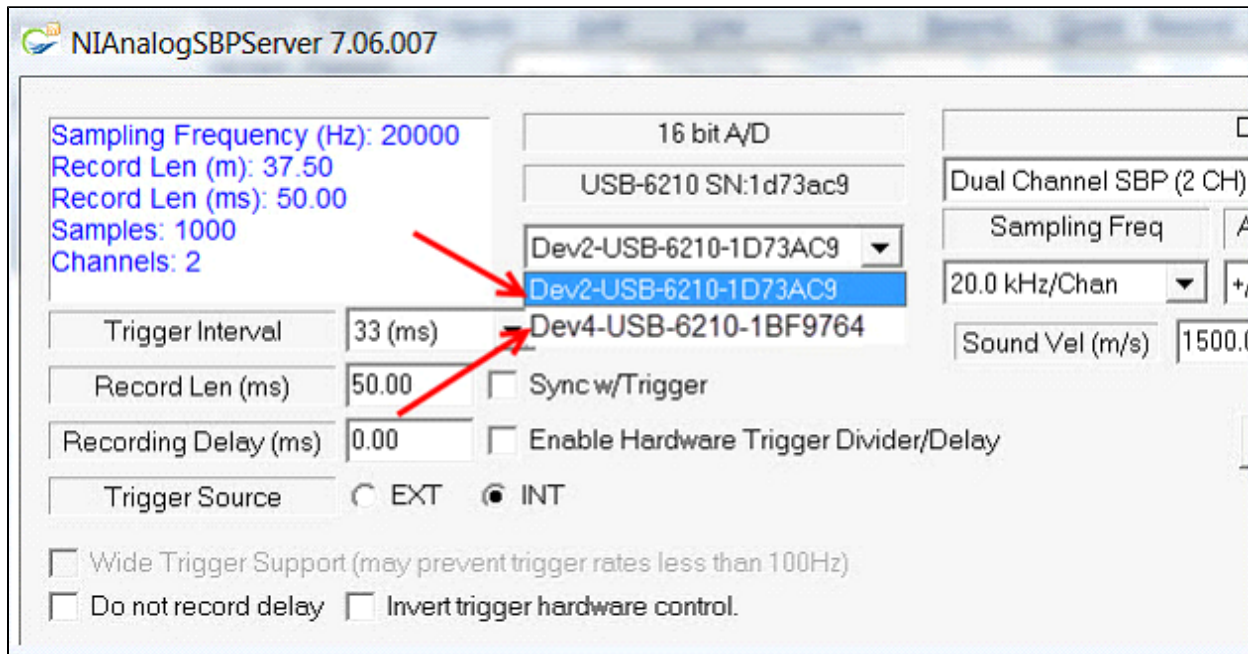 NIAnalogSBPServer 7.06.007
Sampling Frequency (Hz): 20000
Record Len (m): 37.50
Record Len (ms): 50.00
Samples: 1000
Channels: 2
16 bit A/D
USB-6210 SN:1d73ac9
Dev2-USB-6210-1D73AC9
Dev2-USB-6210-1D73AC9
Dev4-USB-6210-1BF9764
Dual Channel SBP (2 CH)
Sampling Freq
20.0 kHz/Chan
Sound Vel (m/s) 1500.0
Trigger Interval 33 (ms)
Record Len (ms) 50.00 Sync w/Trigger
Recording Delay (ms) 0.00 Enable Hardware Trigger Divider/Delay
Trigger Source EXT INT
Wide Trigger Support (may prevent trigger rates less than 100Hz)
Do not record delay Invert trigger hardware control.